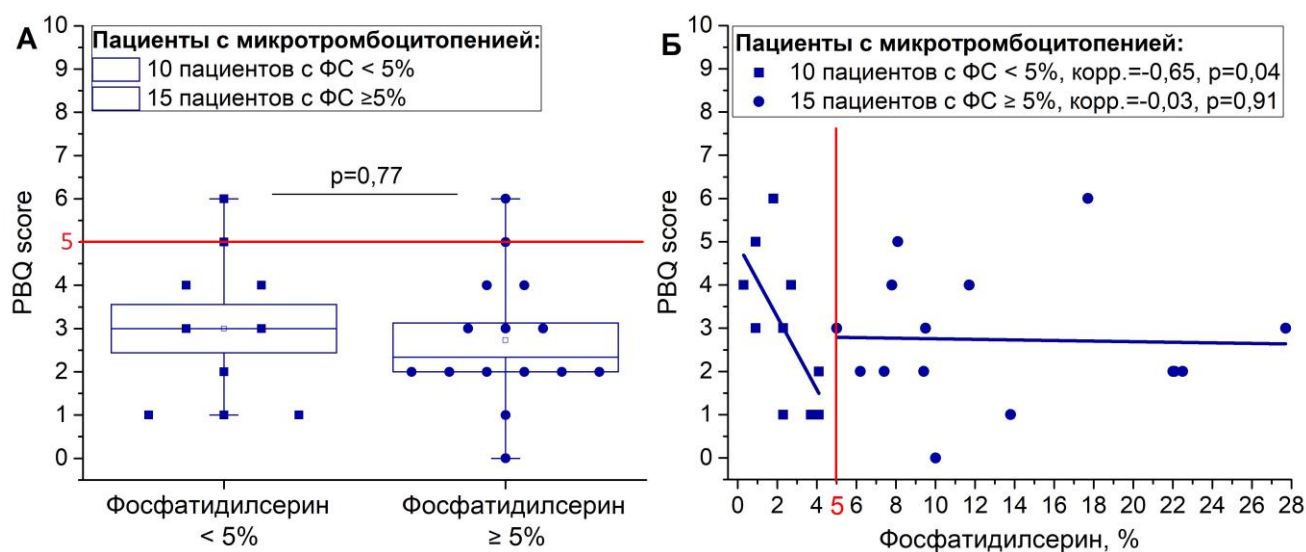 А
Пациенты с микротромбоцитопенией:
10 пациентов с ФС < 5%
15 пациентов с ФС ≥5%
10
9
8
7
6
5
4
3
2
1
0
PBQ score
p=0,77
Фосфатидилсерин
< 5%
Фосфатидилсерин
≥ 5%
Б
Пациенты с микротромбоцитопенией:
10 пациентов с ФС < 5%, корр.=-0,65, p=0,04
15 пациентов с ФС ≥ 5%, корр.=-0,03, p=0,91
10
9
8
7
6
5
4
3
2
1
0
PBQ score
0 2 4 5 6 8 10 12 14 16 18 20 22 24 26 28
Фосфатидилсерин, %